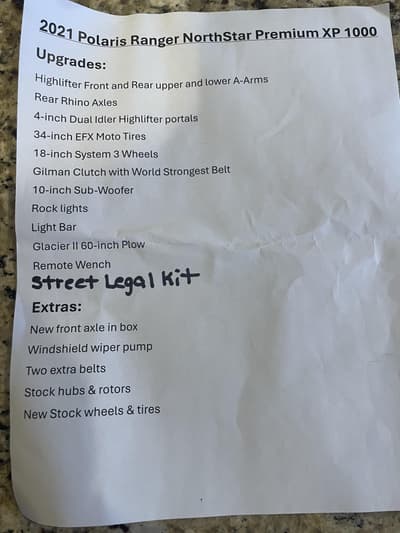 2021 Polaris Ranger NorthStar Premium XP 1000
Upgrades:
Highlifter Front and Rear upper and lower A-Arms
Rear Rhino Axles
4-inch Dual Idler Highlifter portals
34-inch EFX Moto Tires
18-inch System 3 Wheels
Gilman Clutch with World Strongest Belt
10-inch Sub-Woofer
Rock lights
Light Bar
Glacier II 60-inch Plow
Remote Wench
Street Legal Kit
Extras:
New front axle in box
Windshield wiper pump
Two extra belts
Stock hubs & rotors
New Stock wheels & tires